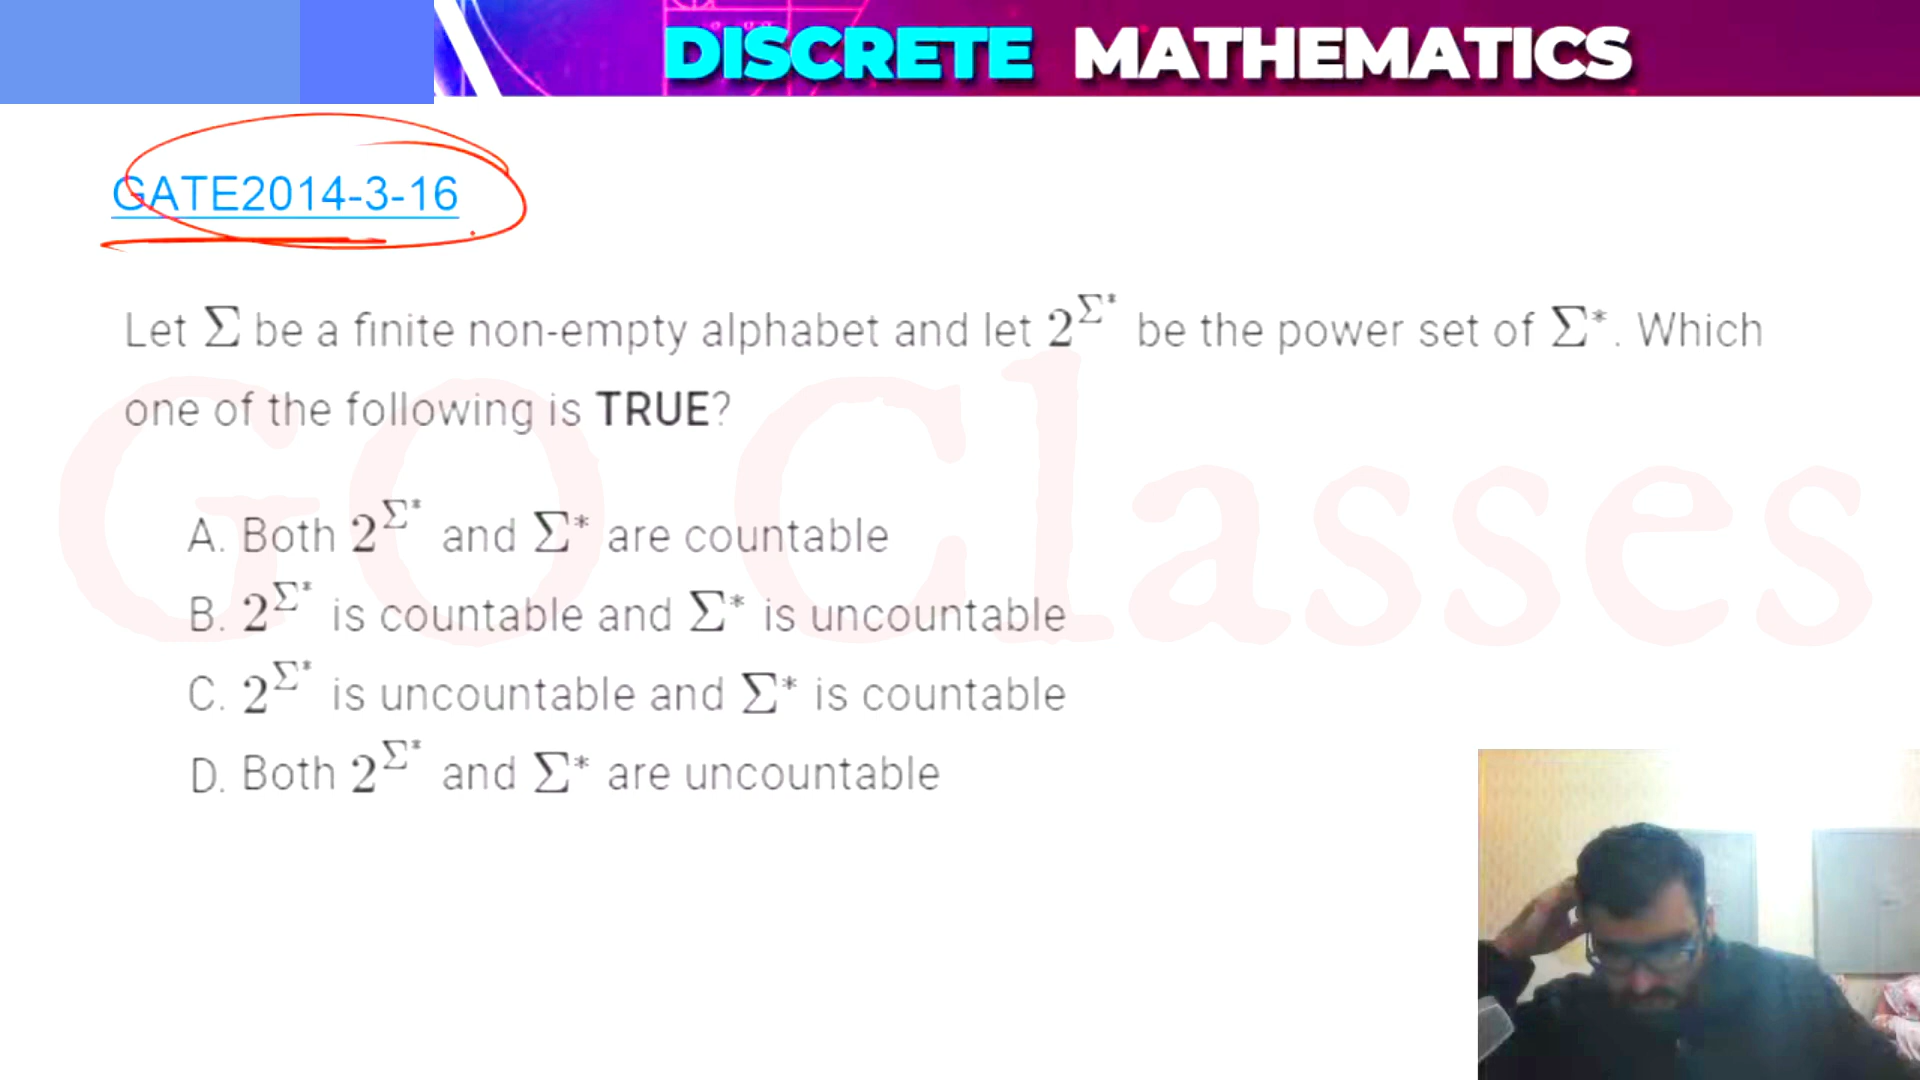 DISCRETE MATHEMATICS
GATE2014-3-16
Let Σ be a finite non-empty alphabet and let 2^{Σ*} be the power set of Σ*. Which
one of the following is TRUE?
A. Both 2^{Σ*} and Σ* are countable
B. 2^{Σ*} is countable and Σ* is uncountable
C. 2^{Σ*} is uncountable and Σ* is countable
D. Both 2^{Σ*} and Σ* are uncountable
GO Classes